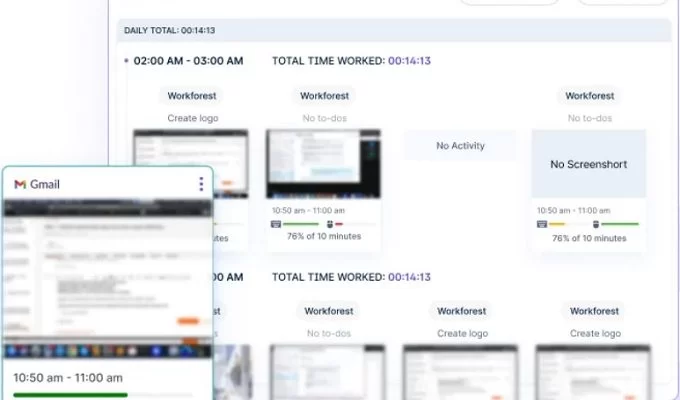 DAILY TOTAL: 00:14:13
02:00 AM - 03:00 AM TOTAL TIME WORKED: 00:14:13
Workforest Workforest Workforest
Create logo No to-dos No to-dos
No Activity
No Screenshort
10:50 am - 11:00 am 10:50 am - 11:00 am
utes 76% of 10 minutes 76% of 10 minutes
Gmail
00 AM TOTAL TIME WORKED: 00:14:13
Workforest Workforest Workforest
s No to-dos Create logo Create logo
10:50 am - 11:00 am